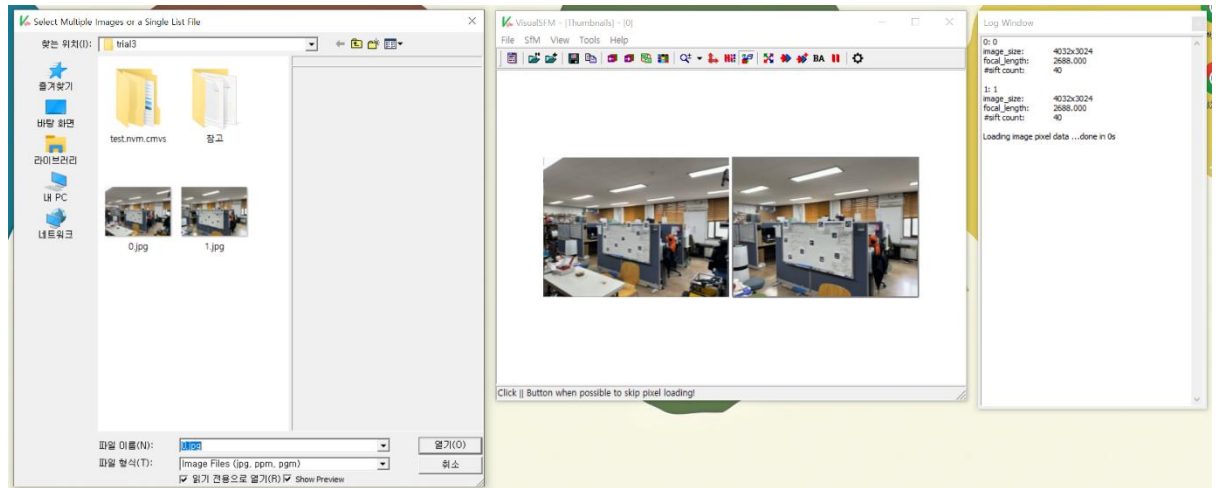 Select Multiple Images or a Single List File
찾는 위치(I):
trial3
즐겨찾기
바탕 화면
라이브러리
내 PC
네트워크
test.nvm.cmvs
참고
0.jpg
1.jpg
파일 이름(N):
0.jpg
열기(O)
파일 형식(T):
Image Files (jpg, ppm, pgm)
취소
읽기 전용으로 열기(R)
Show Preview
VisualSFM - [Thumbnails] - [0]
File SfM View Tools Help
BA
Click || Button when possible to skip pixel loading!
Log Window
0: 0
image_size: 4032x3024
focal_length: 2688.000
#sift count: 40
1: 1
image_size: 4032x3024
focal_length: 2688.000
#sift count: 40
Loading image pixel data ...done in 0s